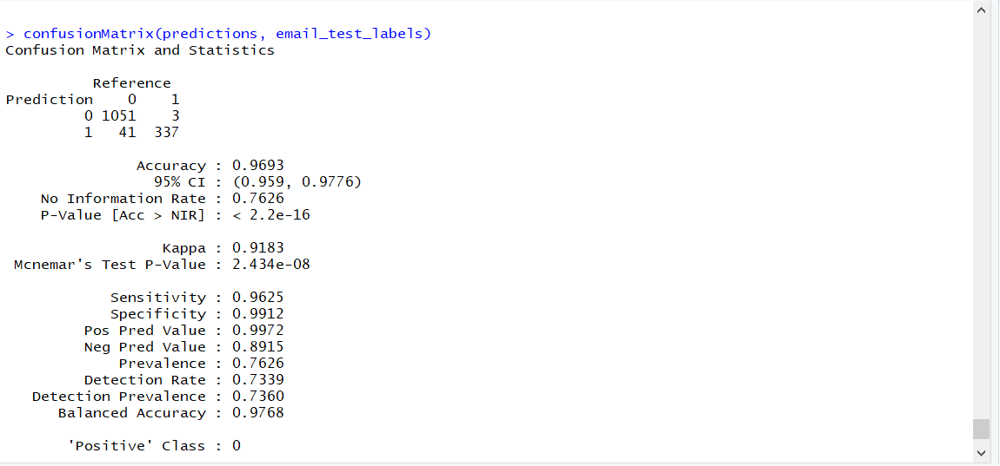 > confusionMatrix(predictions, email_test_labels)
Confusion Matrix and Statistics

          Reference
Prediction    0    1
         0 1051    3
         1   41  337

               Accuracy : 0.9693
                 95% CI : (0.959, 0.9776)
    No Information Rate : 0.7626
    P-Value [Acc > NIR] : < 2.2e-16

                  Kappa : 0.9183
 Mcnemar's Test P-Value : 2.434e-08

            Sensitivity : 0.9625
            Specificity : 0.9912
         Pos Pred Value : 0.9972
         Neg Pred Value : 0.8915
             Prevalence : 0.7626
         Detection Rate : 0.7339
   Detection Prevalence : 0.7360
      Balanced Accuracy : 0.9768

       'Positive' Class : 0